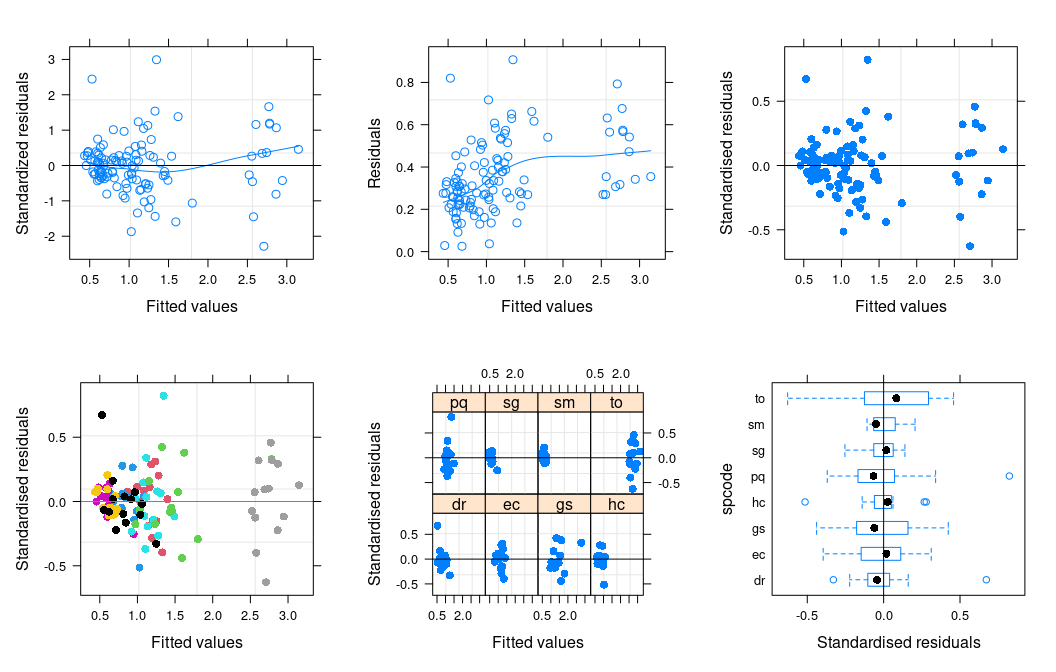 Standardized residuals
3
2
1
0
-1
-2
0.5 1.0 1.5 2.0 2.5 3.0
Fitted values
Residuals
0.8
0.6
0.4
0.2
0.0
0.5 1.0 1.5 2.0 2.5 3.0
Fitted values
Standardised residuals
0.5
0.0
-0.5
0.5 1.0 1.5 2.0 2.5 3.0
Fitted values
Standardised residuals
0.5
0.0
-0.5
0.5 1.0 1.5 2.0 2.5 3.0
Fitted values
Standardised residuals
0.5 2.0 0.5 2.0
pq sg sm to
0.5
0.0
-0.5
dr ec gs hc
0.5
0.0
-0.5
0.5 2.0 0.5 2.0
Fitted values
spcode
to
sm
sg
pq
hc
gs
ec
dr
-0.5 0.0 0.5
Standardised residuals